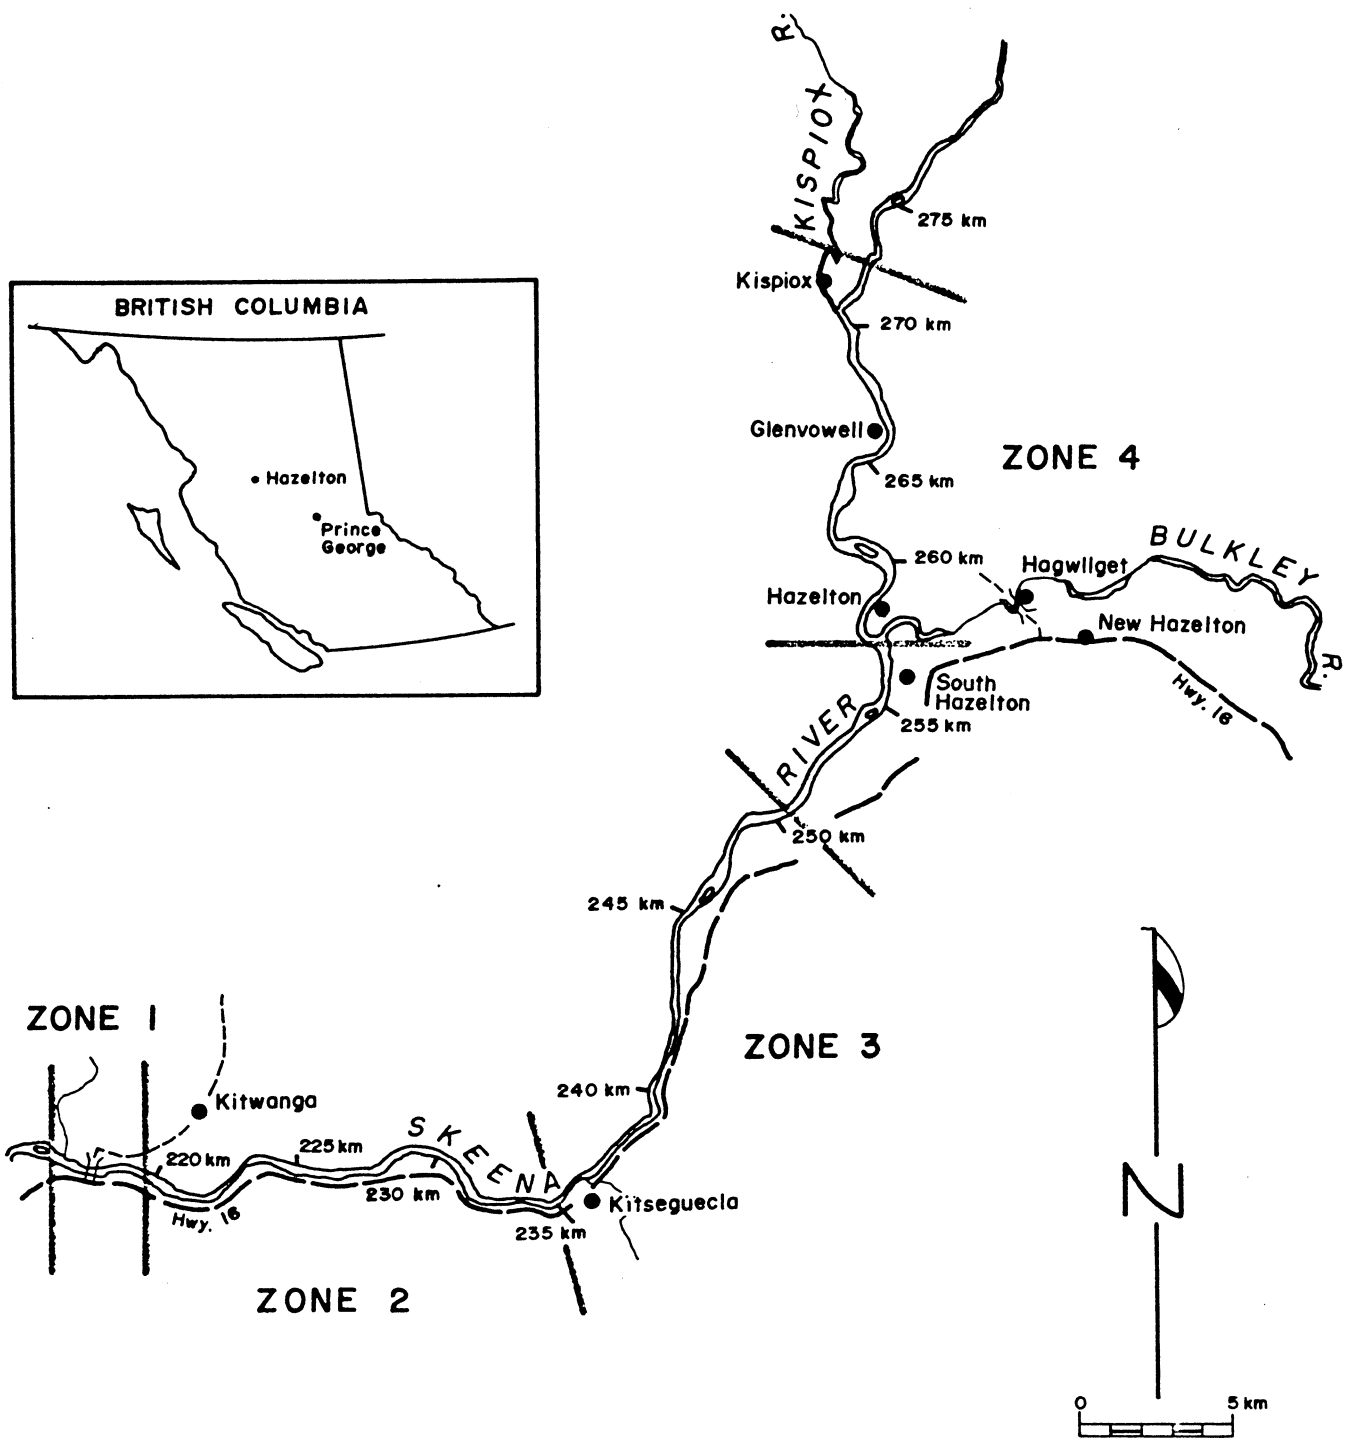 R.
KISPIOX
275 km
Kispiox
270 km
BRITISH COLUMBIA
Hazelton
Prince
George
Glenvowell
ZONE 4
265 km
BULKLEY
R.
260 km
Hagwilget
Hazelton
New Hazelton
South
Hazelton
Hwy. 16
255 km
RIVER
250 km
245 km
ZONE 1
ZONE 3
240 km
Kitwanga
SKEENA
220 km
225 km
230 km
Hwy. 16
Kitseguecla
235 km
N
ZONE 2
0
5 km